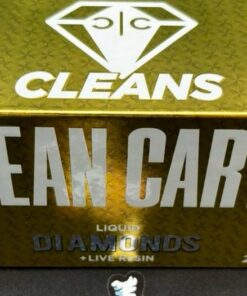 C|C
CLEANS
EAN CAR
LIQUID
DIAMONDS
+ LIVE RESIN